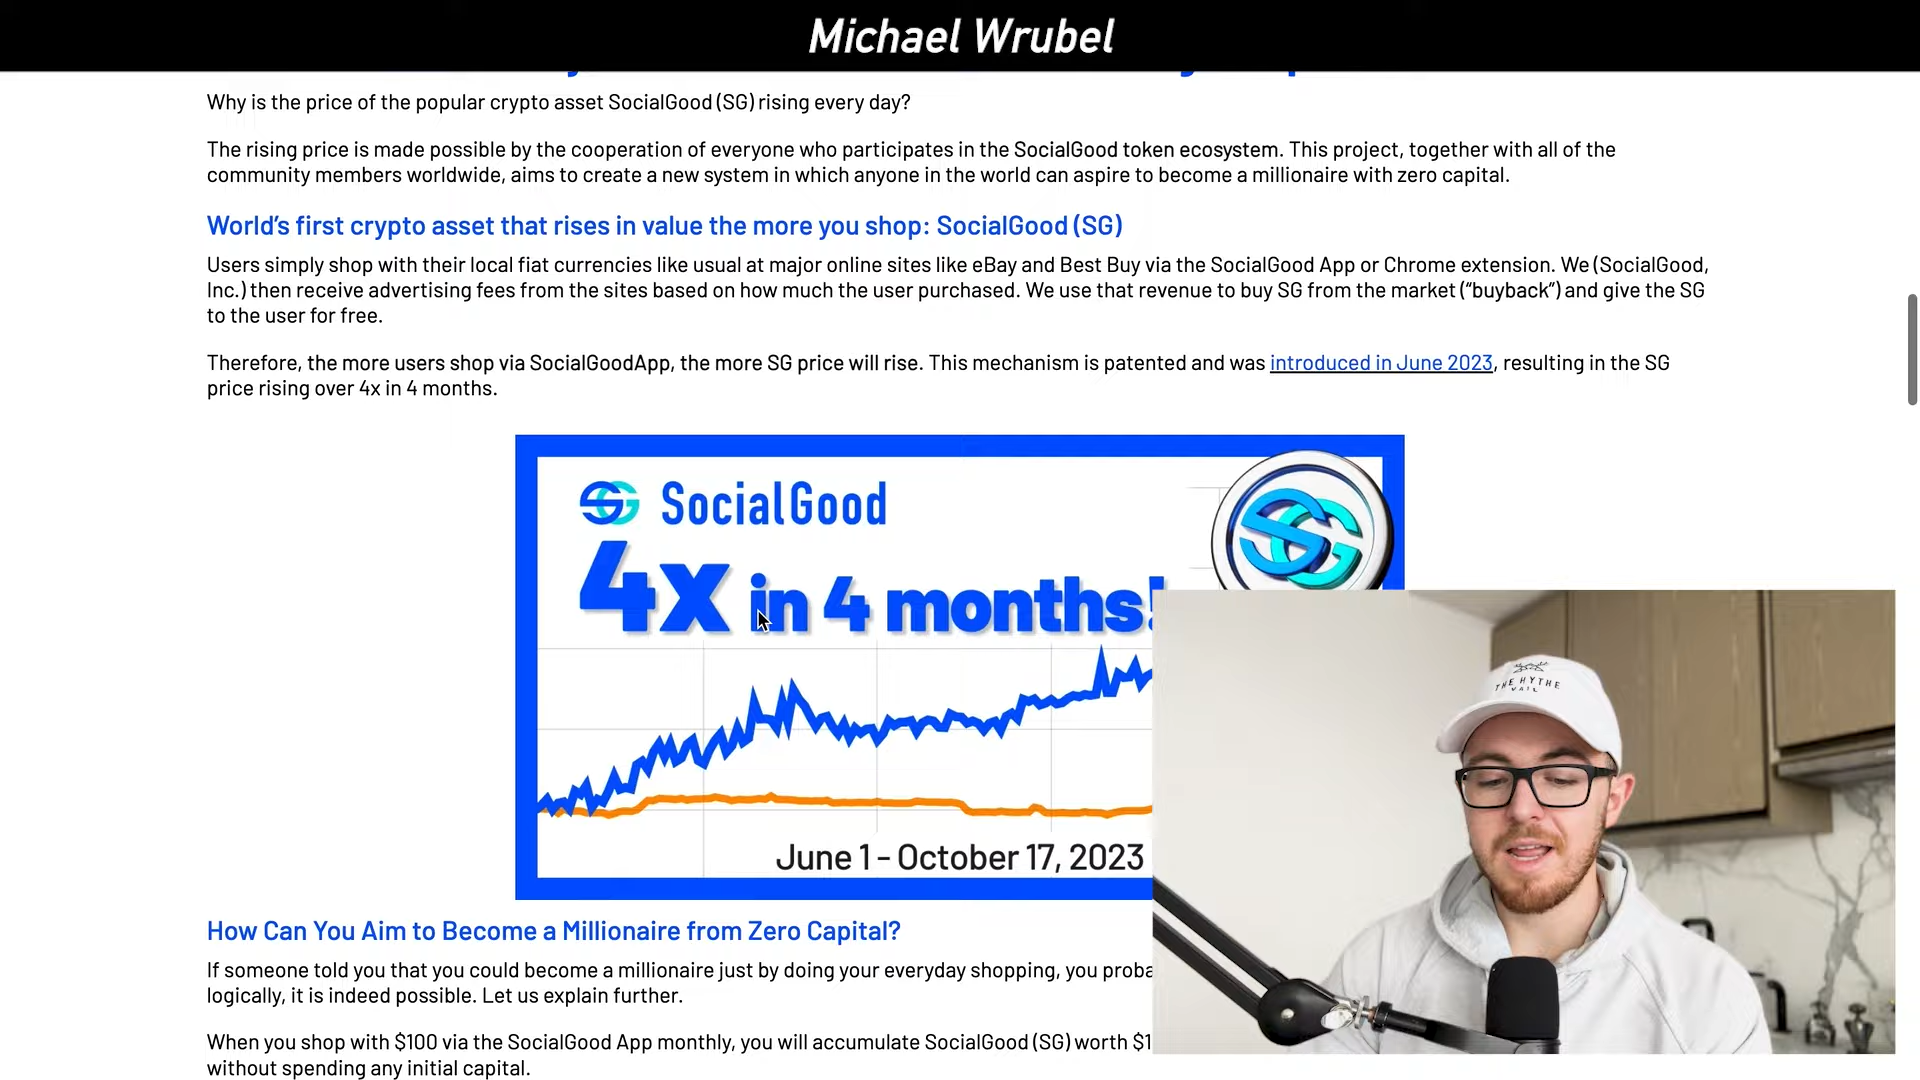 Michael Wrubel
Why is the price of the popular crypto asset SocialGood (SG) rising every day?
The rising price is made possible by the cooperation of everyone who participates in the SocialGood token ecosystem. This project, together with all of the
community members worldwide, aims to create a new system in which anyone in the world can aspire to become a millionaire with zero capital.
World's first crypto asset that rises in value the more you shop: SocialGood (SG)
Users simply shop with their local fiat currencies like usual at major online sites like eBay and Best Buy via the SocialGood App or Chrome extension. We (SocialGood,
Inc.) then receive advertising fees from the sites based on how much the user purchased. We use that revenue to buy SG from the market (“buyback”) and give the SG
to the user for free.
Therefore, the more users shop via SocialGoodApp, the more SG price will rise. This mechanism is patented and was introduced in June 2023, resulting in the SG
price rising over 4x in 4 months.
SG SocialGood
SG
4x in 4 months!
June 1 - October 17, 2023
THE HYTHE
VAIL
How Can You Aim to Become a Millionaire from Zero Capital?
If someone told you that you could become a millionaire just by doing your everyday shopping, you proba
logically, it is indeed possible. Let us explain further.
When you shop with $100 via the SocialGood App monthly, you will accumulate SocialGood (SG) worth $1
without spending any initial capital.